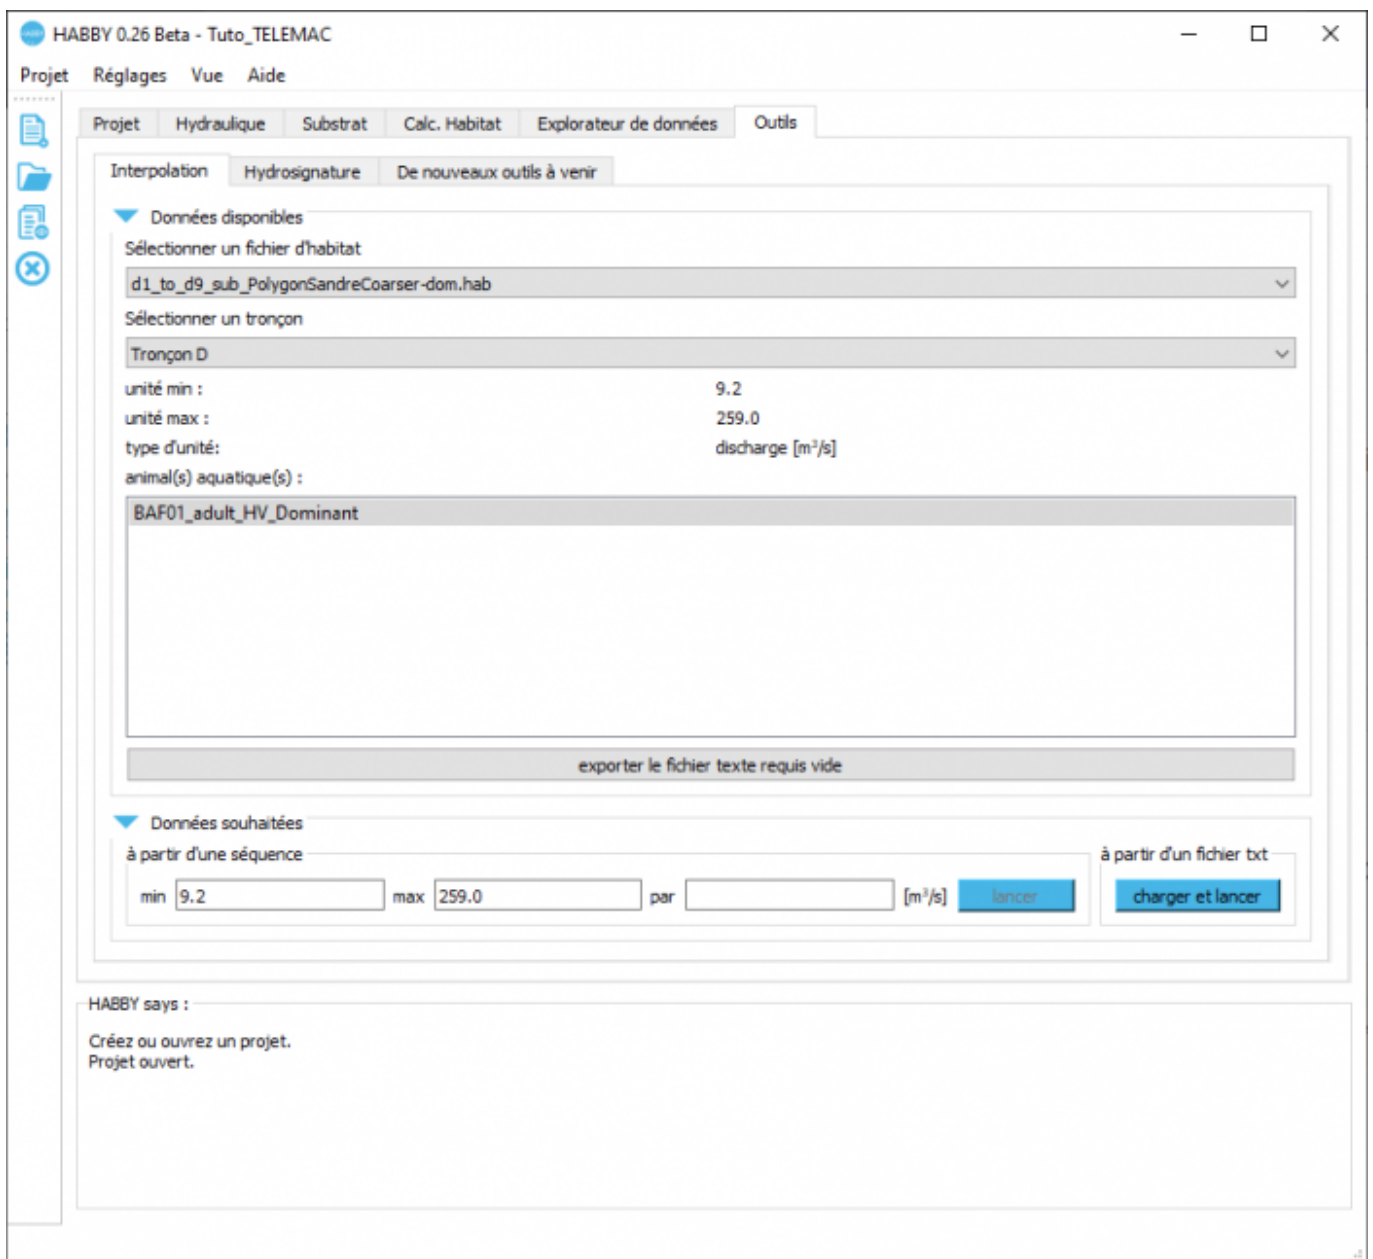 HABBY 0.26 Beta - Tuto_TELEMAC
Projet Réglages Vue Aide
Projet Hydraulique Substrat Calc. Habitat Explorateur de données Outils
Interpolation Hydrosignature De nouveaux outils à venir
Données disponibles
Sélectionner un fichier d'habitat
d1_to_d9_sub_PolygonSandreCoarser-dom.hab
Sélectionner un tronçon
Tronçon D
unité min : 9.2
unité max : 259.0
type d'unité: discharge [m³/s]
animal(s) aquatique(s) :
BAF01_adult_HV_Dominant
exporter le fichier texte requis vide
Données souhaitées
à partir d'une séquence à partir d'un fichier txt
min 9.2 max 259.0 par [m³/s] lancer charger et lancer
HABBY says :
Créez ou ouvrez un projet.
Projet ouvert.